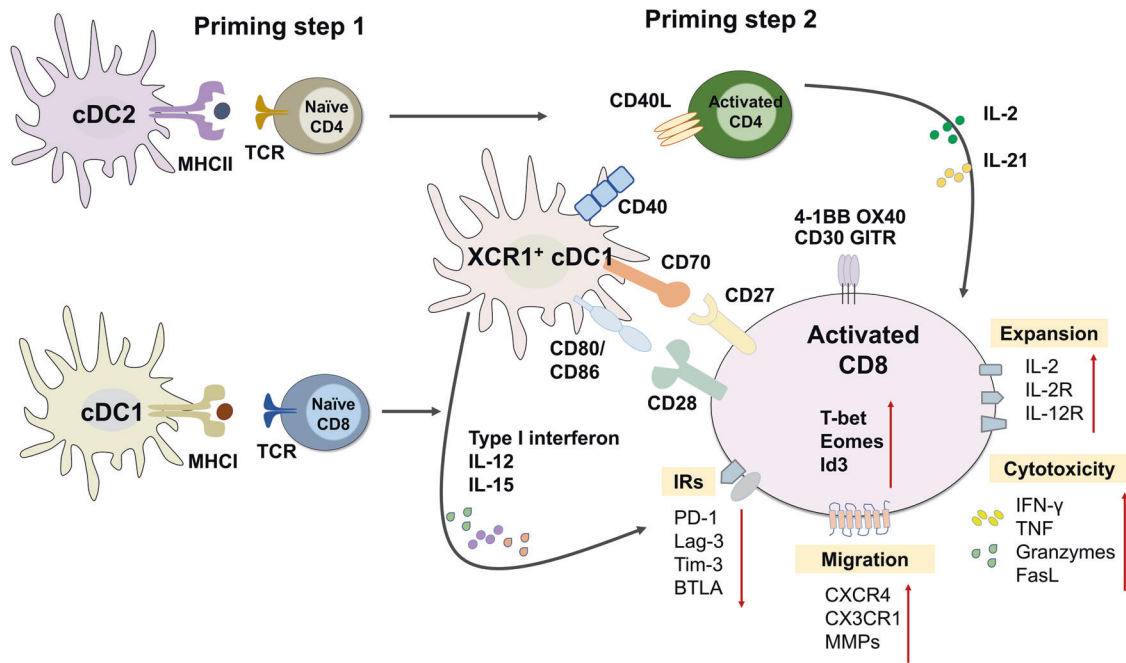 Priming step 1
Priming step 2
cDC2
MHCII
TCR
Naïve
CD4
CD40L
Activated
CD4
IL-2
IL-21
CD40
XCR1⁺ cDC1
CD70
CD27
4-1BB OX40
CD30 GITR
CD80/
CD86
CD28
Activated
CD8
T-bet
Eomes
Id3
cDC1
MHCI
TCR
Naïve
CD8
Type I interferon
IL-12
IL-15
IRs
PD-1
Lag-3
Tim-3
BTLA
Migration
CXCR4
CX3CR1
MMPs
Expansion
IL-2
IL-2R
IL-12R
Cytotoxicity
IFN-γ
TNF
Granzymes
FasL